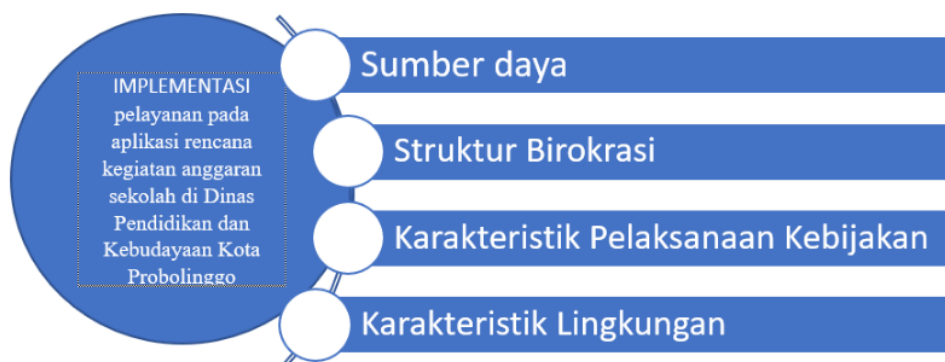 IMPLEMENTASI
pelayanan pada
aplikasi rencana
kegiatan anggaran
sekolah di Dinas
Pendidikan dan
Kebudayaan Kota
Probolinggo
Sumber daya
Struktur Birokrasi
Karakteristik Pelaksanaan Kebijakan
Karakteristik Lingkungan